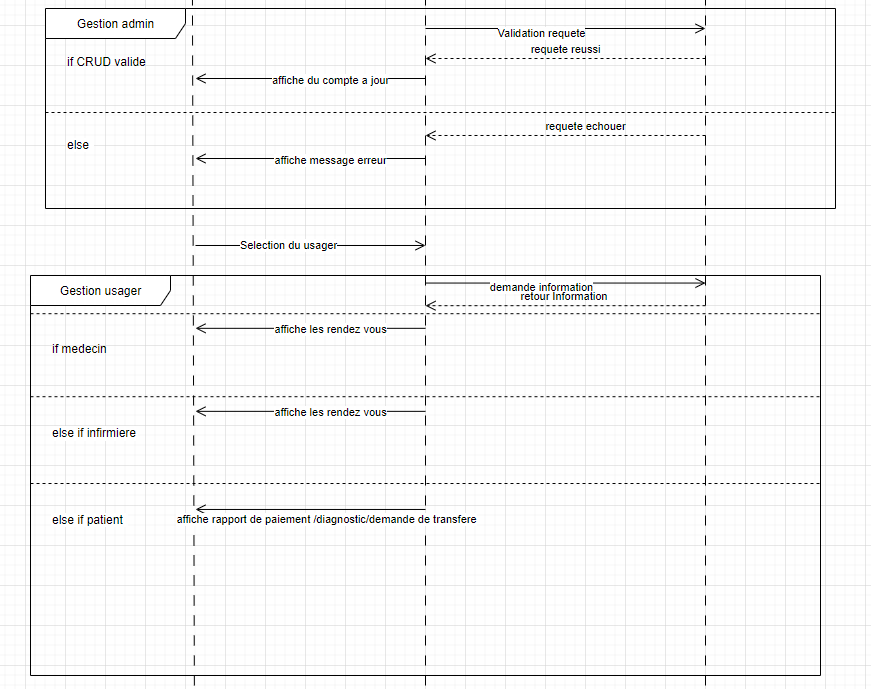 Gestion admin
Validation requete
requete reussi
if CRUD valide
affiche du compte a jour
requete echouer
else
affiche message erreur
Selection du usager
Gestion usager
demande information
retour Information
affiche les rendez vous
if medecin
affiche les rendez vous
else if infirmiere
else if patient
affiche rapport de paiement /diagnostic/demande de transfere